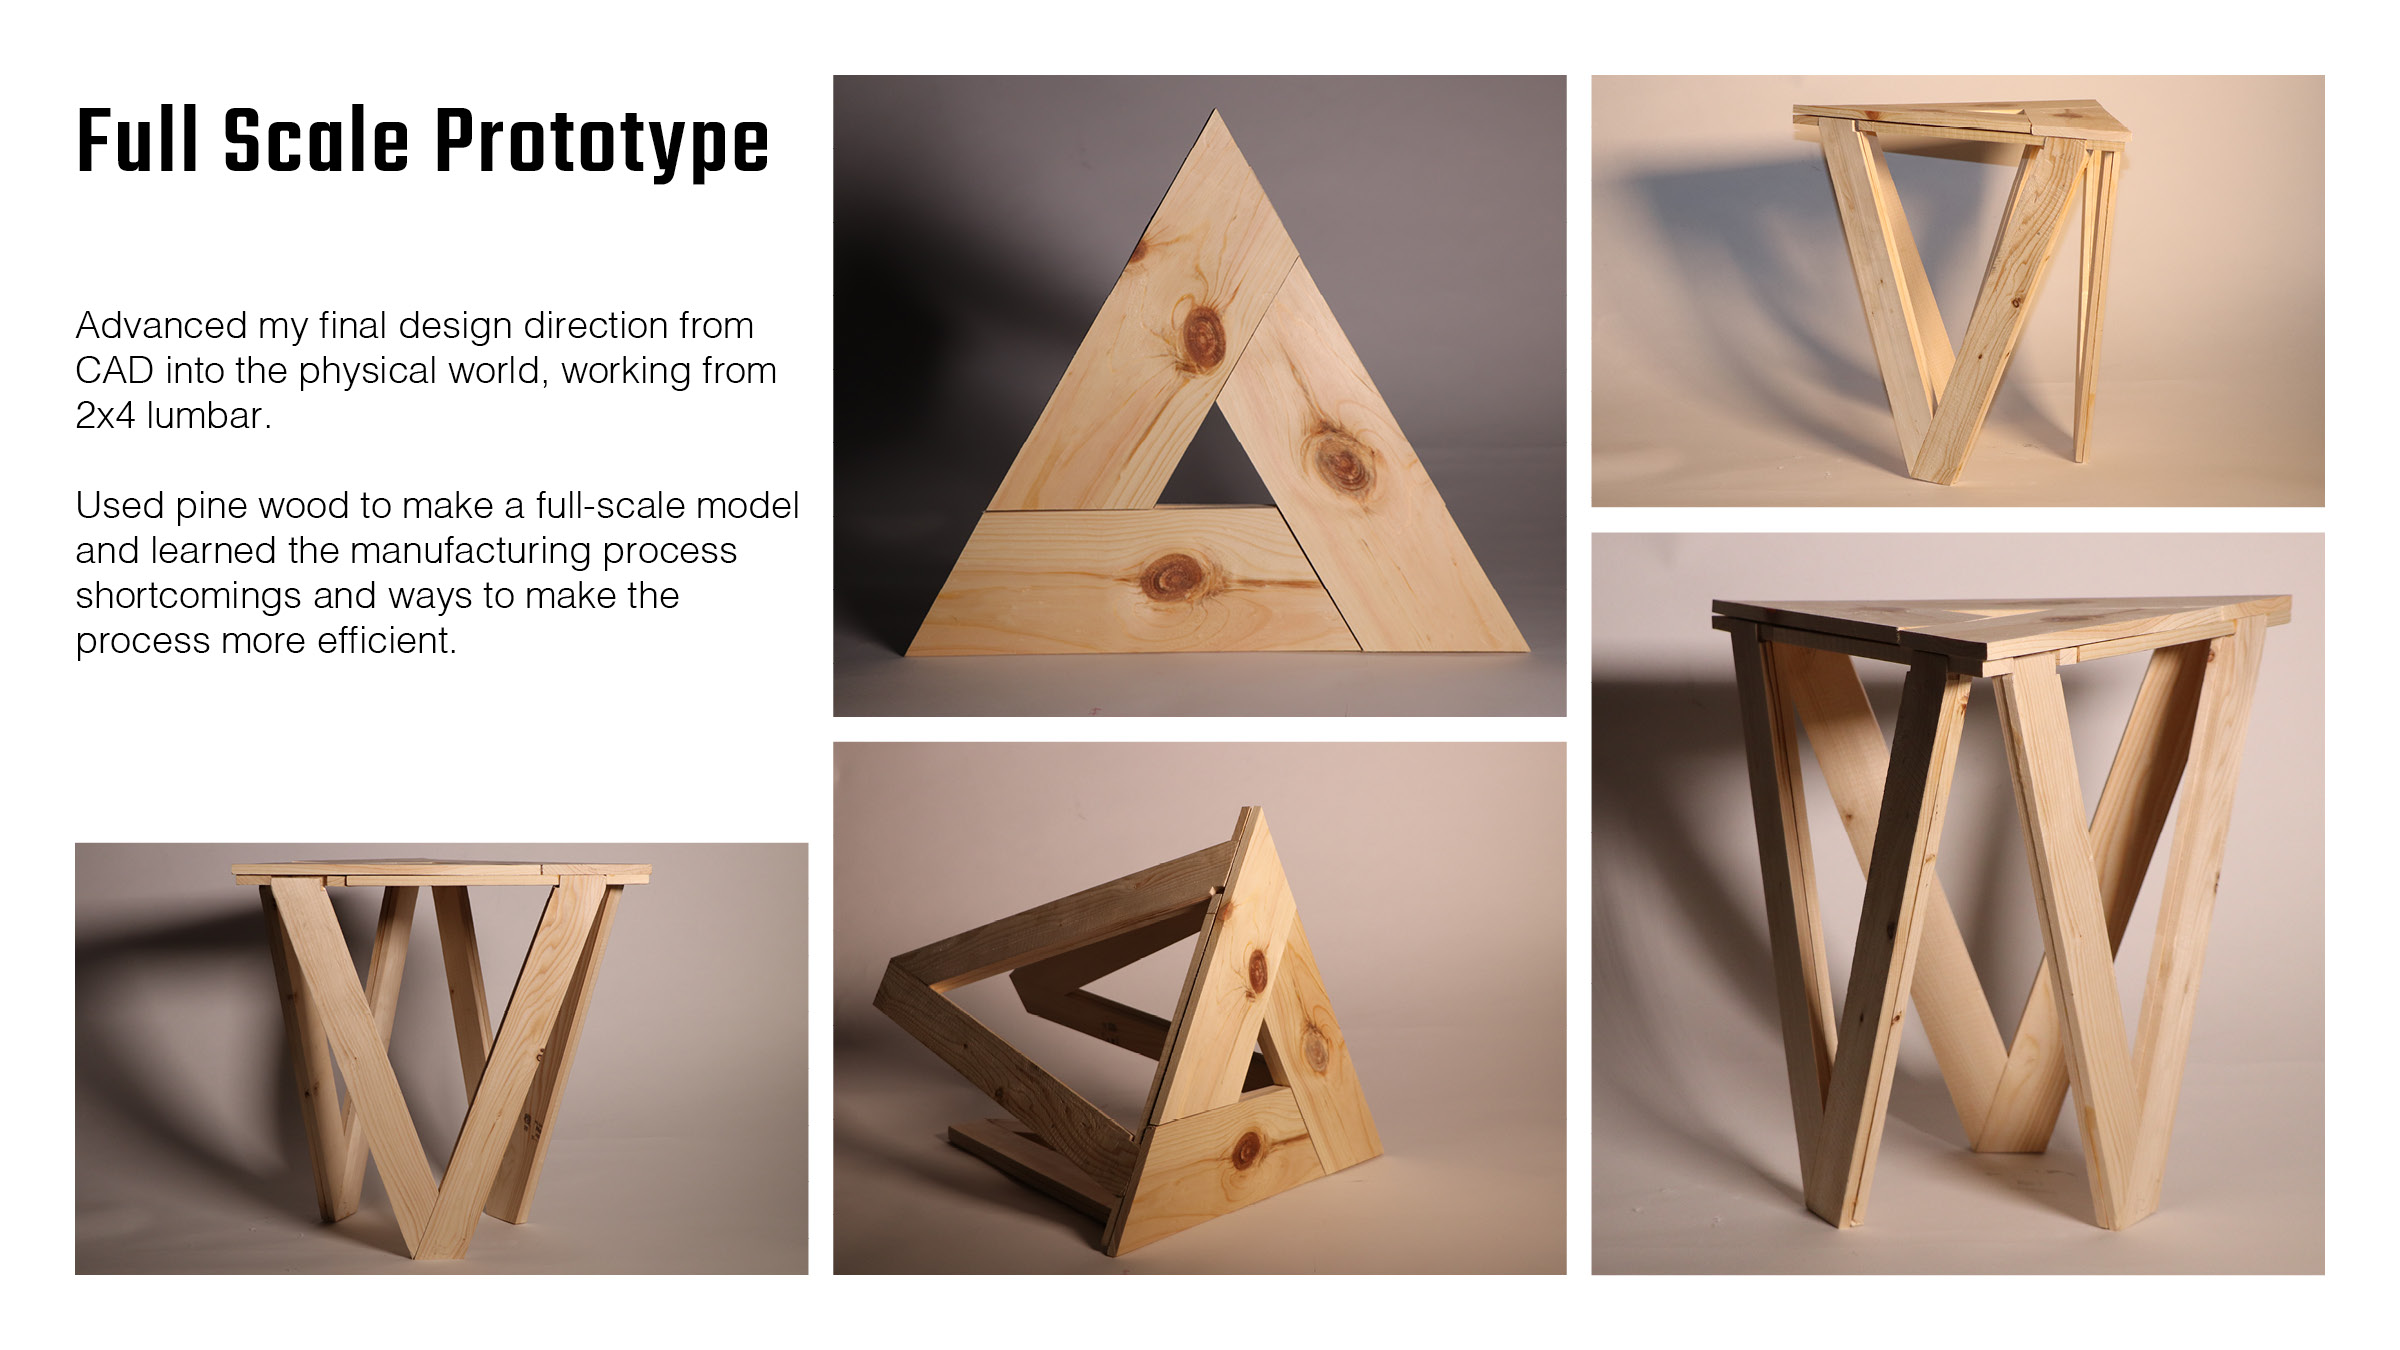 Full Scale Prototype
Advanced my final design direction from
CAD into the physical world, working from
2x4 lumbar.
Used pine wood to make a full-scale model
and learned the manufacturing process
shortcomings and ways to make the
process more efficient.